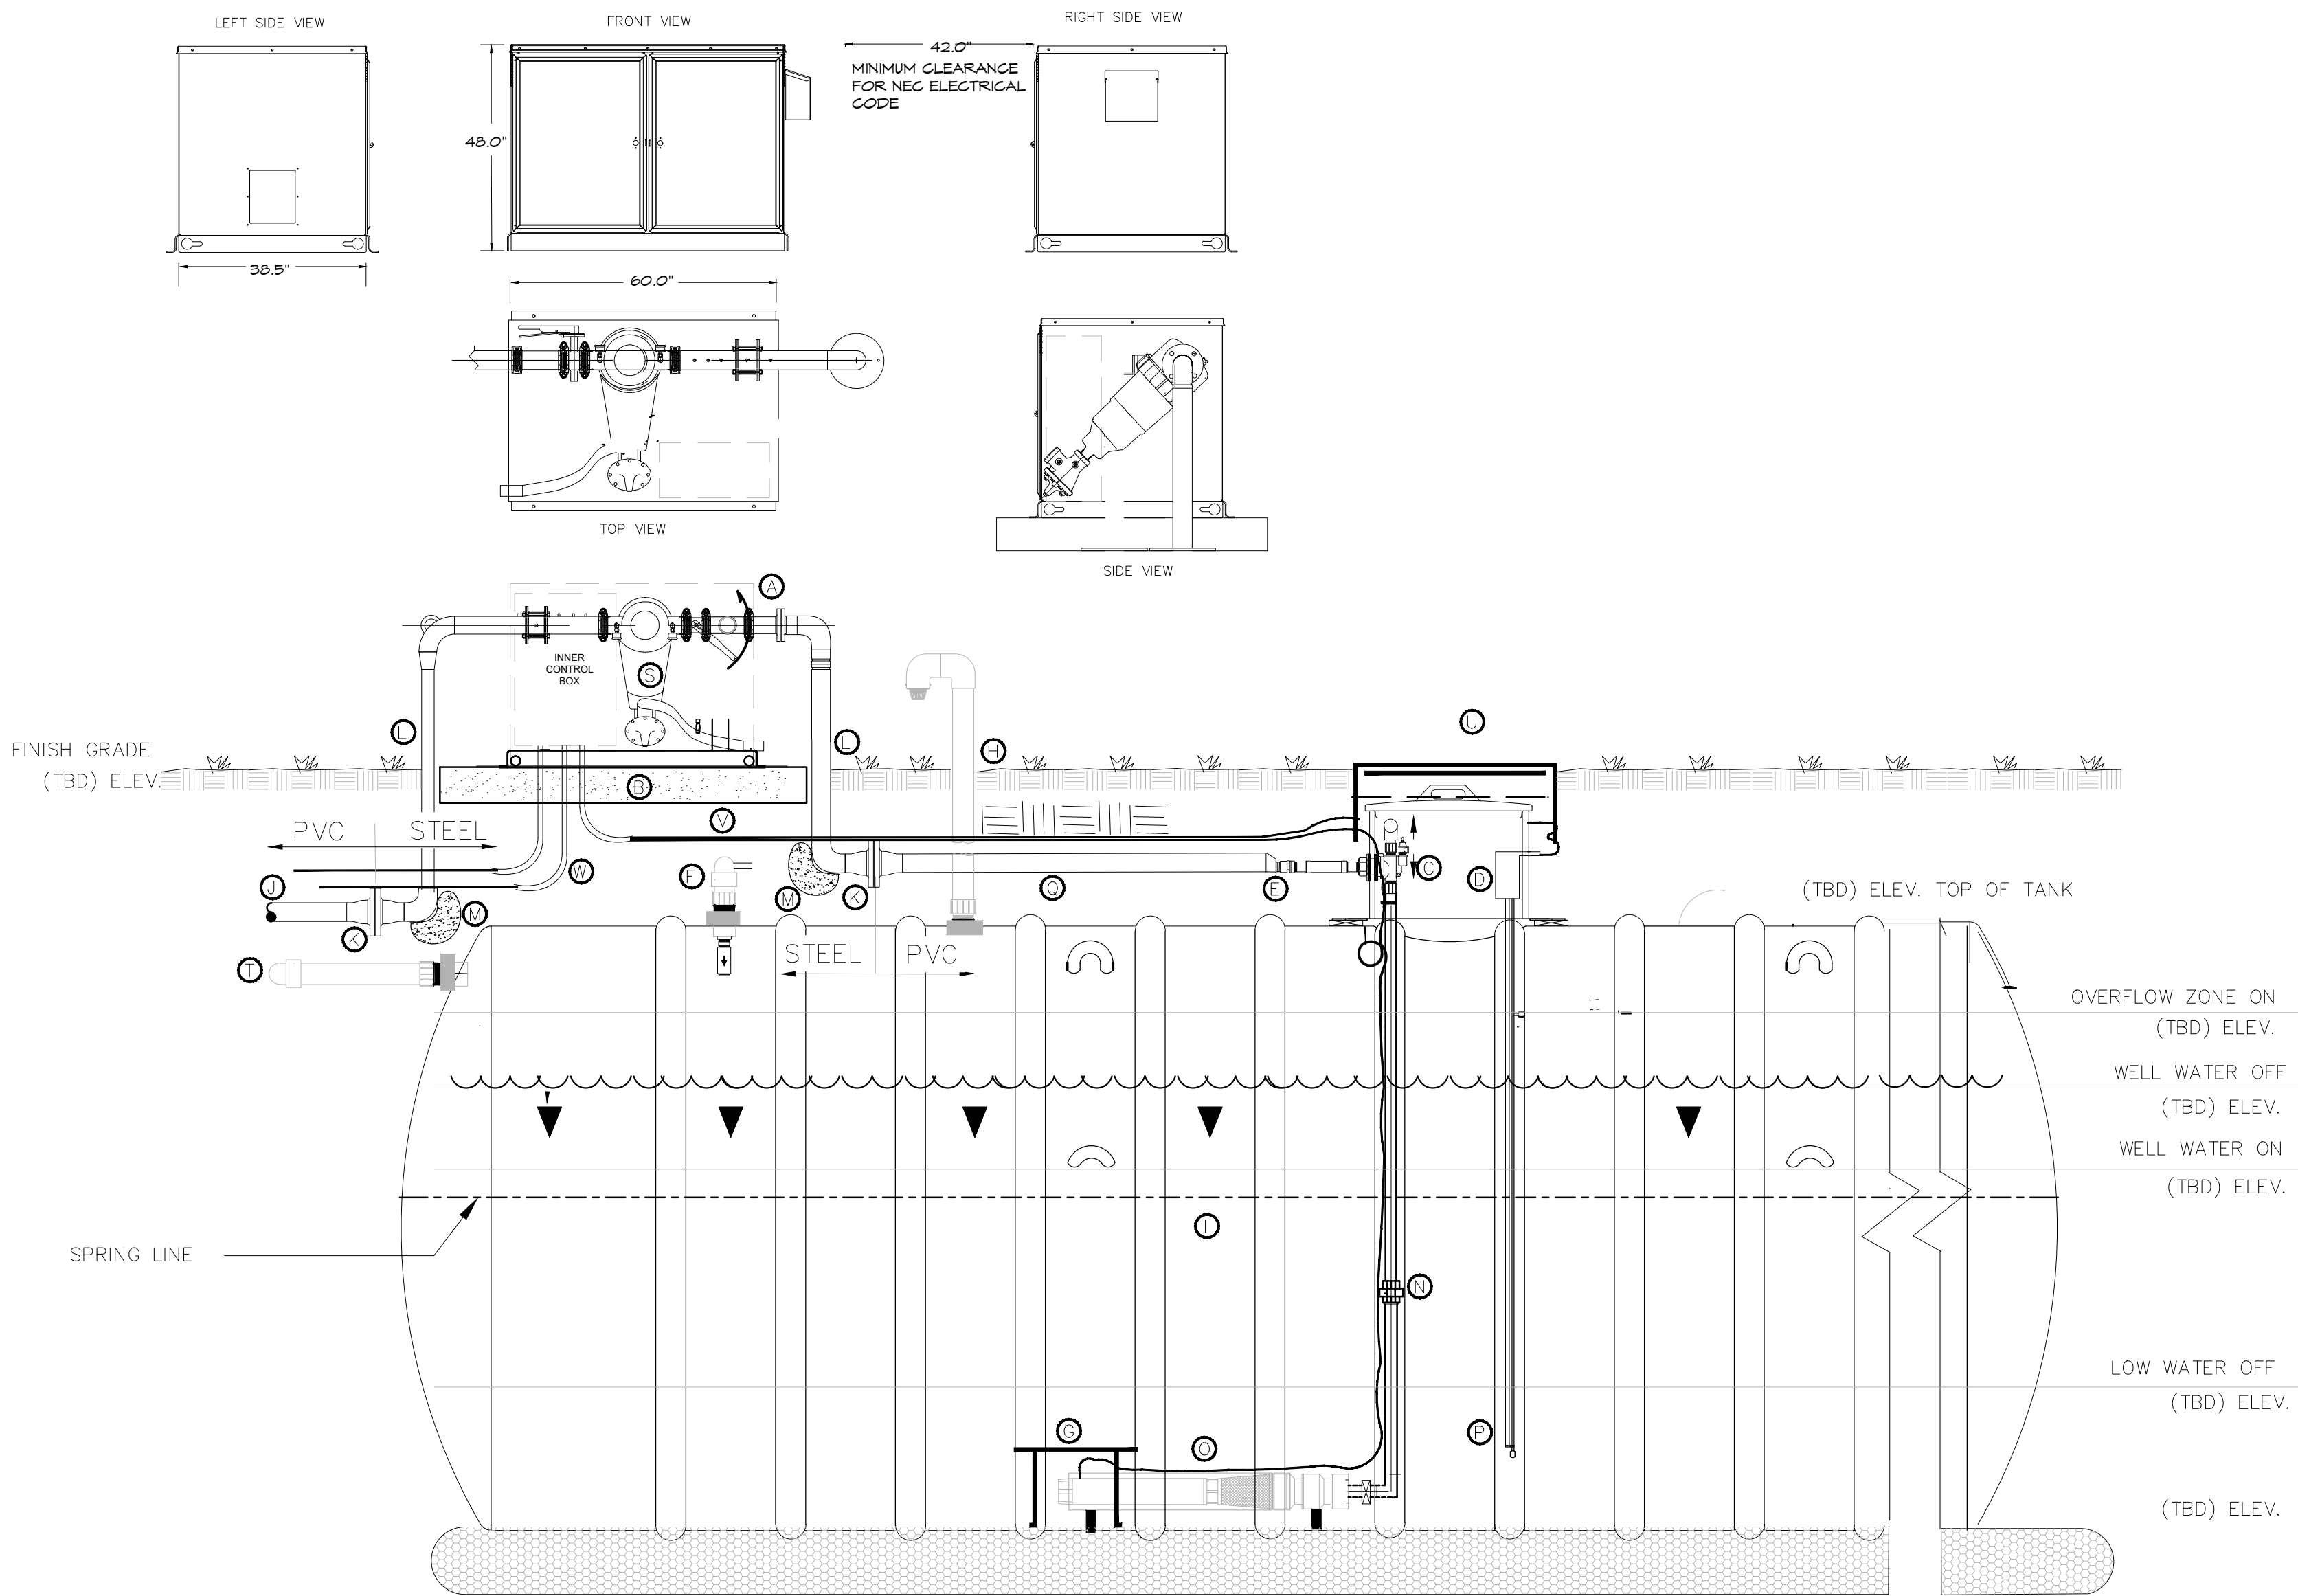 LEFT SIDE VIEW
FRONT VIEW
RIGHT SIDE VIEW
42.0"
MINIMUM CLEARANCE
FOR NEC ELECTRICAL
CODE
48.0"
38.5"
60.0"
TOP VIEW
SIDE VIEW
A
INNER
CONTROL
BOX
S
L
L
H
U
FINISH GRADE
(TBD) ELEV.
B
V
PVC
STEEL
W
F
C
D
J
M
M
K
Q
E
K
(TBD) ELEV. TOP OF TANK
STEEL
PVC
T
OVERFLOW ZONE ON
(TBD) ELEV.
WELL WATER OFF
(TBD) ELEV.
WELL WATER ON
(TBD) ELEV.
I
SPRING LINE
N
LOW WATER OFF
(TBD) ELEV.
G
O
P
(TBD) ELEV.